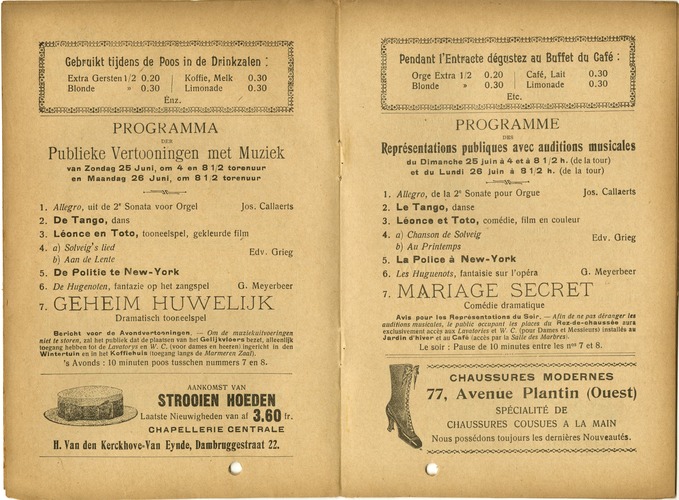 Gebruikt tijdens de Poos in de Drinkzalen :
Extra Gersten 1/2 0.20 | Koffie, Melk 0.30
Blonde » 0.30 | Limonade 0.30
Enz.
PROGRAMMA
DER
Publieke Vertooningen met Muziek
van Zondag 25 Juni, om 4 en 8 1/2 torenuur
en Maandag 26 Juni, om 8 1/2 torenuur
1. Allegro, uit de 2e Sonata voor Orgel Jos. Callaerts
2. De Tango, dans
3. Léonce en Toto, tooneelspel, gekleurde film
4. a) Solveig's lied
b) Aan de Lente
Edv. Grieg
5. De Politie te New-York
6. De Hugenoten, fantazie op het zangspel G. Meyerbeer
7. GEHEIM HUWELIJK
Dramatisch tooneelspel
Bericht voor de Avondvertooningen. — Om de muziekuitvoeringen
niet te storen, zal het publiek dat de plaatsen van het Gelijkvloers bezet, alleenlijk
toegang hebben tot de Lavatorys en W. C. (voor dames en heeren) ingericht in den
Wintertuin en in het Koffiehuis (toegang langs de Marmeren Zaal).
's Avonds : 10 minuten poos tusschen nummers 7 en 8.
AANKOMST VAN
STROOIEN HOEDEN
Laatste Nieuwigheden van af 3.60 fr.
CHAPELLERIE CENTRALE
H. Van den Kerckhove-Van Eynde, Dambruggestraat 22.
Pendant l'Entracte dégustez au Buffet du Café :
Orge Extra 1/2 0.20 | Café, Lait 0.30
Blonde » 0.30 | Limonade 0.30
Etc.
PROGRAMME
DES
Représentations publiques avec auditions musicales
du Dimanche 25 juin à 4 et à 8 1/2 h. (de la tour)
et du Lundi 26 juin à 8 1/2 h. (de la tour)
1. Allegro, de la 2e Sonate pour Orgue Jos. Callaerts
2. Le Tango, danse
3. Léonce et Toto, comédie, film en couleur
4. a) Chanson de Solveig
b) Au Printemps
Edv. Grieg
5. La Police à New-York
6. Les Huguenots, fantaisie sur l'opéra G. Meyerbeer
7. MARIAGE SECRET
Comédie dramatique
Avis pour les Représentations du Soir. — Afin de ne pas déranger les
auditions musicales, le public occupant les places du Rez-de-chaussée aura
exclusivement accès aux Lavatories et W. C. (pour Dames et Messieurs) installés au
Jardin d'hiver et au Café (accès par la Salle des Marbres).
Le soir : Pause de 10 minutes entre les nos 7 et 8.
CHAUSSURES MODERNES
77, Avenue Plantin (Ouest)
SPÉCIALITÉ DE
CHAUSSURES COUSUES A LA MAIN
Nous possédons toujours les dernières Nouveautés.